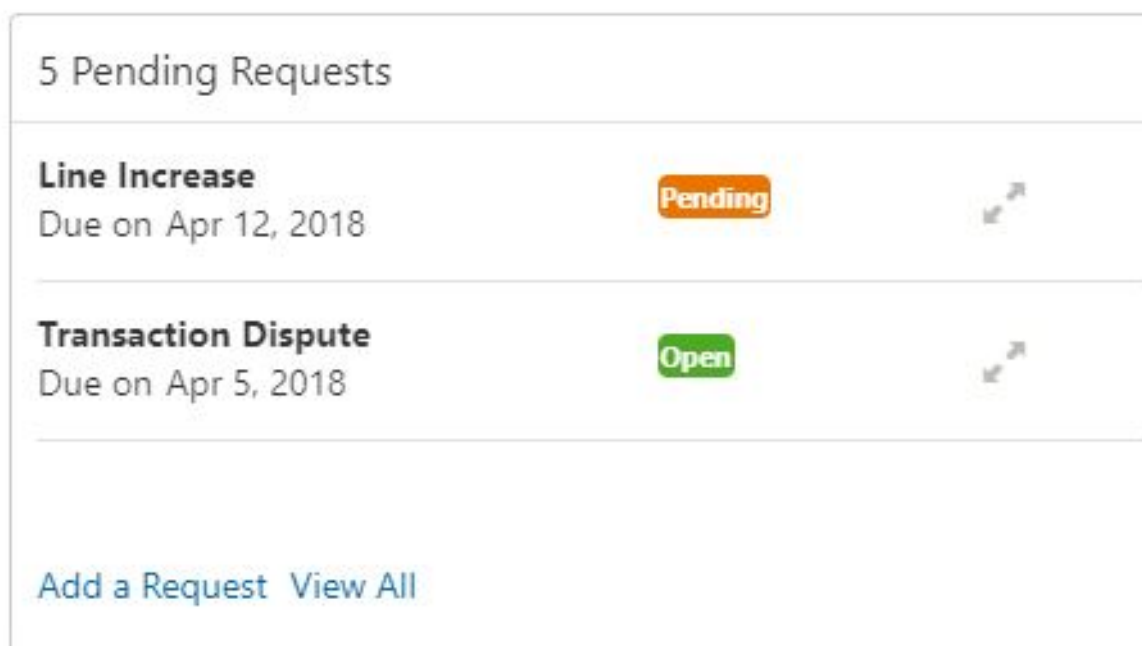 5 Pending Requests
Line Increase
Pending
Due on Apr 12, 2018
Transaction Dispute
Open
Due on Apr 5, 2018
Add a Request View All